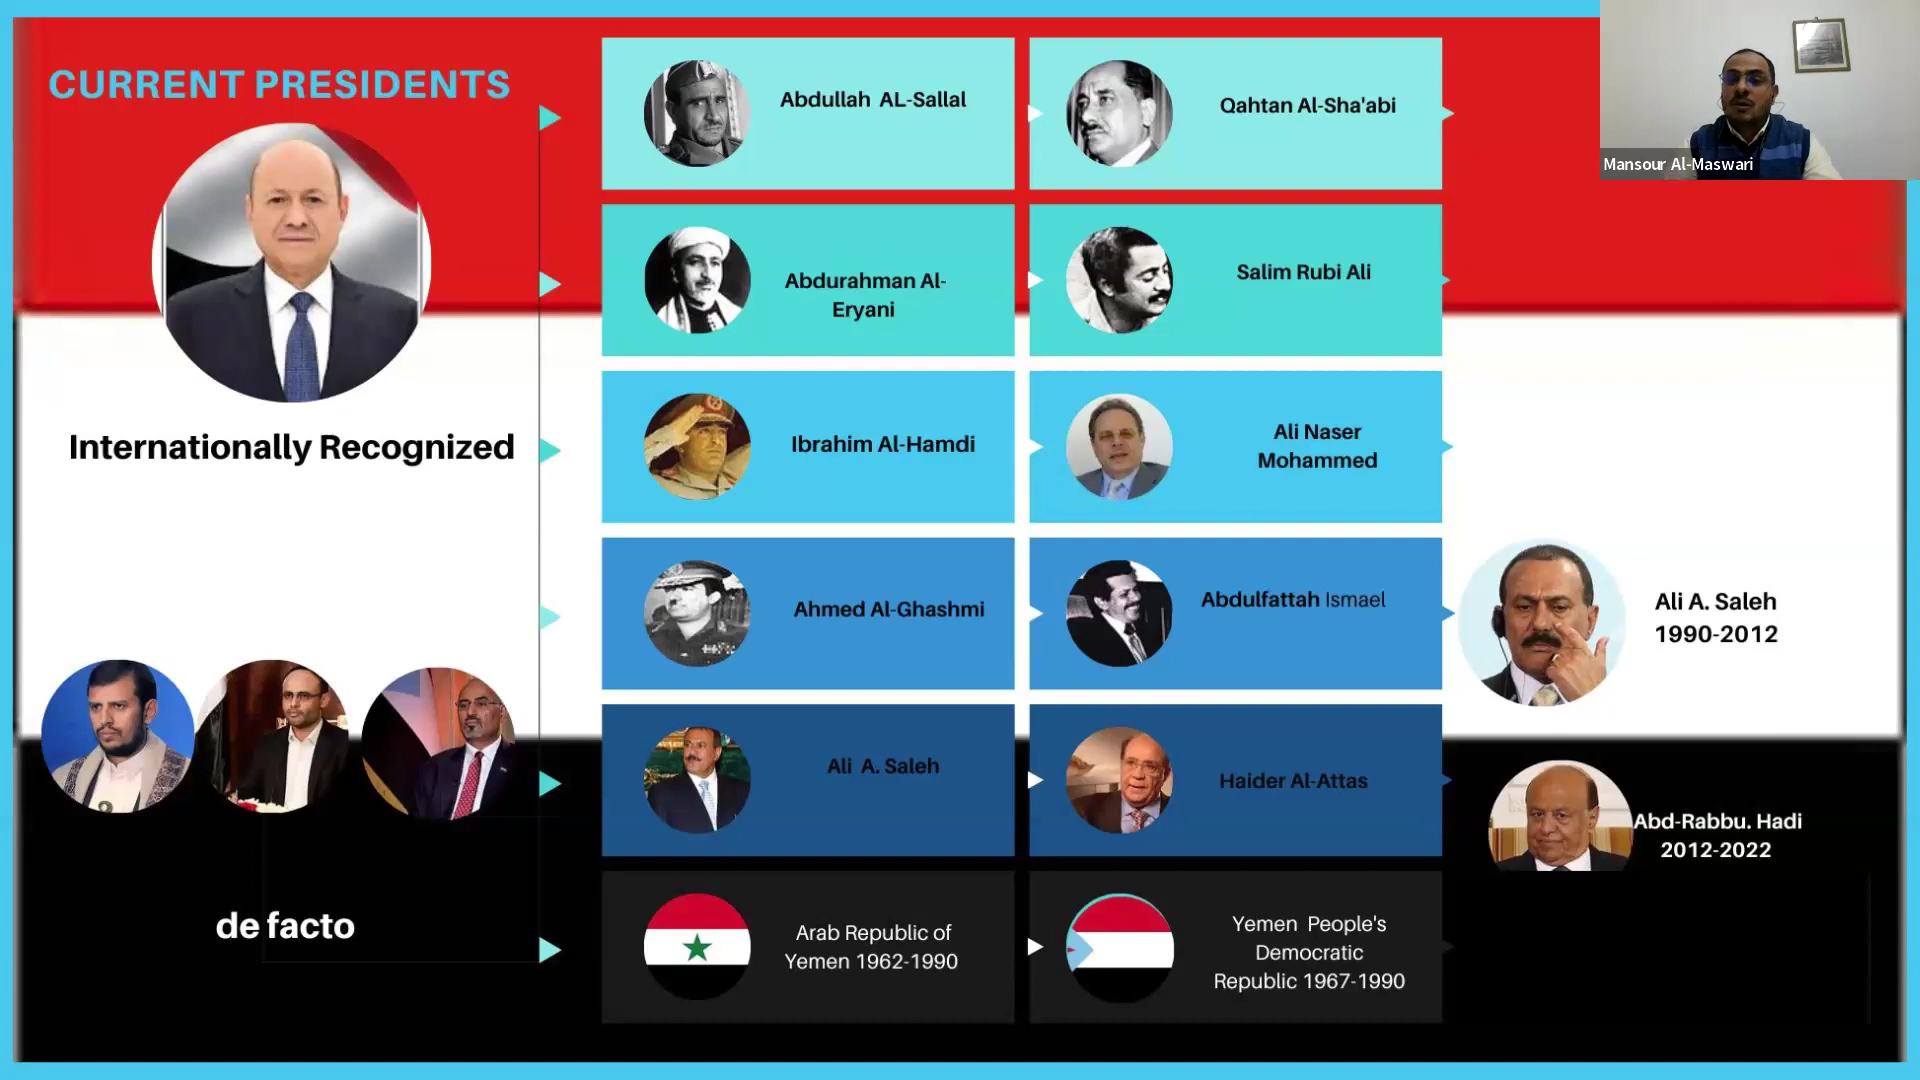 CURRENT PRESIDENTS
Internationally Recognized
de facto
Abdullah AL-Sallal
Qahtan Al-Sha'abi
Abdurahman Al-
Eryani
Salim Rubi Ali
Ibrahim Al-Hamdi
Ali Naser
Mohammed
Ahmed Al-Ghashmi
Abdulfattah Ismael
Ali A. Saleh
Haider Al-Attas
Arab Republic of
Yemen 1962-1990
Yemen People's
Democratic
Republic 1967-1990
Ali A. Saleh
1990-2012
Abd-Rabbu. Hadi
2012-2022
Mansour Al-Maswari